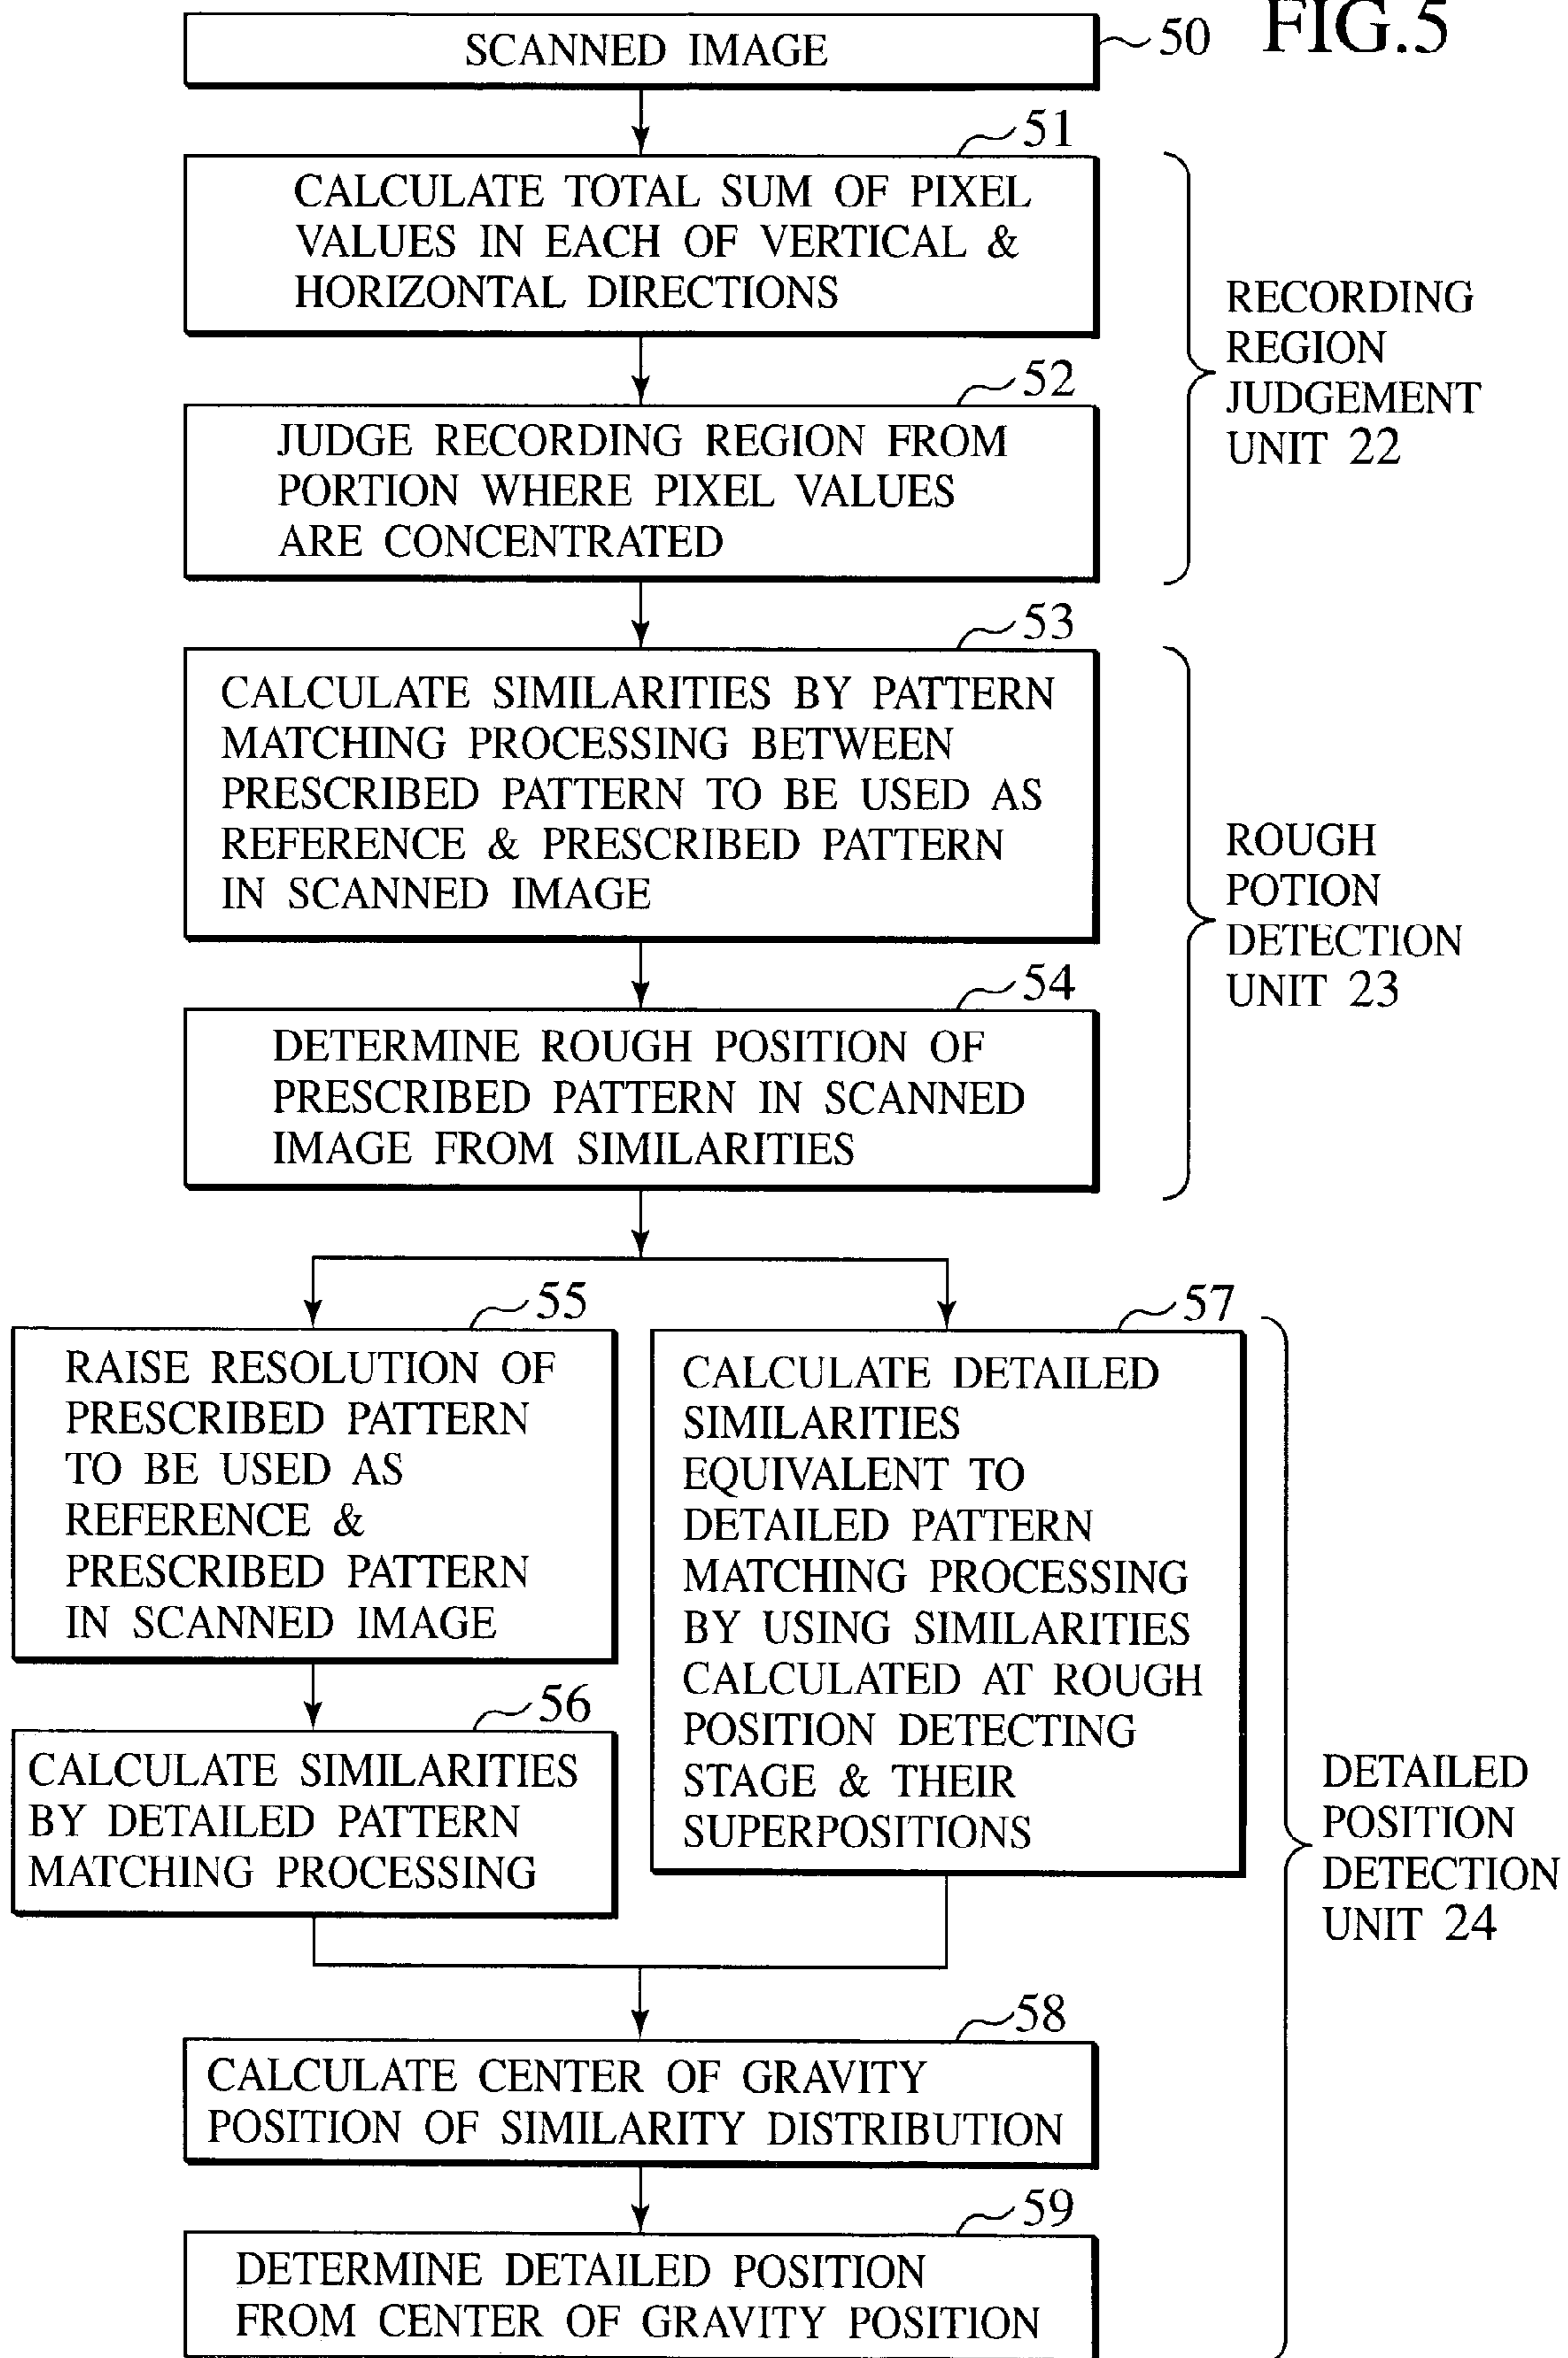 FIG.5
SCANNED IMAGE
50
51
CALCULATE TOTAL SUM OF PIXEL
VALUES IN EACH OF VERTICAL &
HORIZONTAL DIRECTIONS
52
JUDGE RECORDING REGION FROM
PORTION WHERE PIXEL VALUES
ARE CONCENTRATED
RECORDING
REGION
JUDGEMENT
UNIT 22
53
CALCULATE SIMILARITIES BY PATTERN
MATCHING PROCESSING BETWEEN
PRESCRIBED PATTERN TO BE USED AS
REFERENCE & PRESCRIBED PATTERN
IN SCANNED IMAGE
54
DETERMINE ROUGH POSITION OF
PRESCRIBED PATTERN IN SCANNED
IMAGE FROM SIMILARITIES
ROUGH
POTION
DETECTION
UNIT 23
55
RAISE RESOLUTION OF
PRESCRIBED PATTERN
TO BE USED AS
REFERENCE &
PRESCRIBED PATTERN
IN SCANNED IMAGE
56
CALCULATE SIMILARITIES
BY DETAILED PATTERN
MATCHING PROCESSING
57
CALCULATE DETAILED
SIMILARITIES
EQUIVALENT TO
DETAILED PATTERN
MATCHING PROCESSING
BY USING SIMILARITIES
CALCULATED AT ROUGH
POSITION DETECTING
STAGE & THEIR
SUPERPOSITIONS
58
CALCULATE CENTER OF GRAVITY
POSITION OF SIMILARITY DISTRIBUTION
59
DETERMINE DETAILED POSITION
FROM CENTER OF GRAVITY POSITION
DETAILED
POSITION
DETECTION
UNIT 24